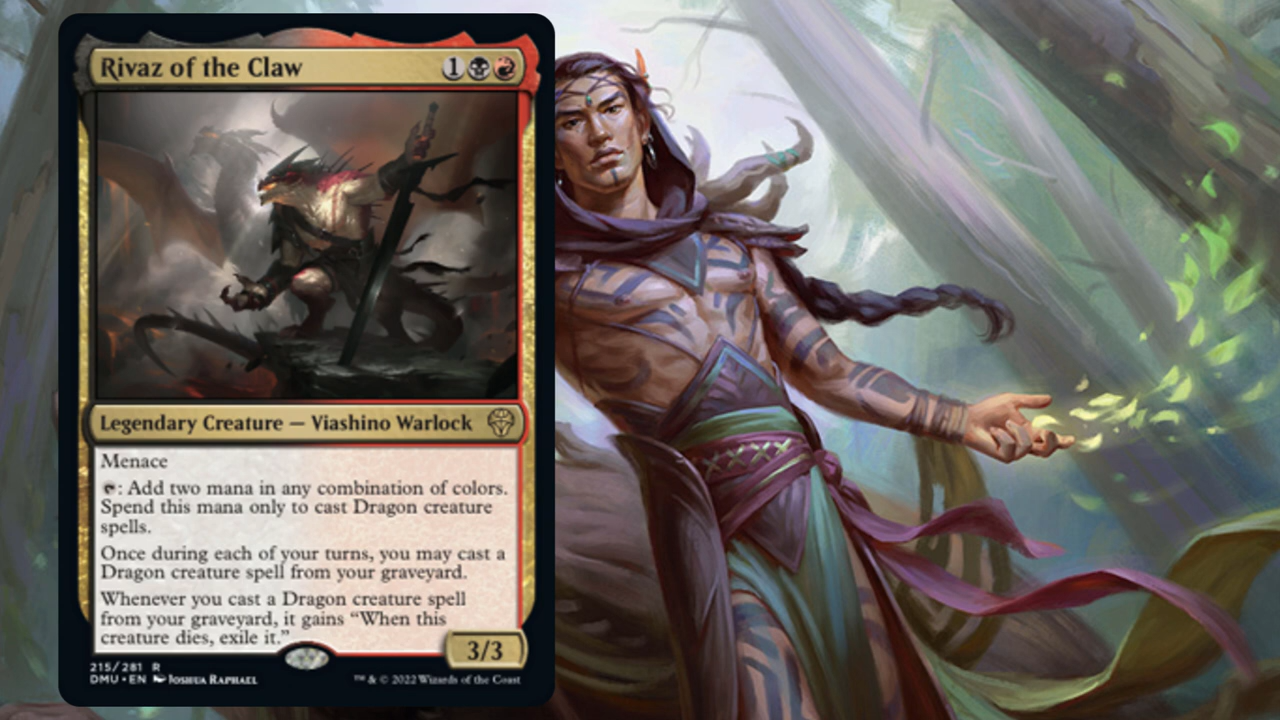 Rivaz of the Claw 1
Legendary Creature — Viashino Warlock
Menace
: Add two mana in any combination of colors.
Spend this mana only to cast Dragon creature
spells.
Once during each of your turns, you may cast a
Dragon creature spell from your graveyard.
Whenever you cast a Dragon creature spell
from your graveyard, it gains “When this
creature dies, exile it.”
3/3
215/281 R
DMU • EN Joshua Raphael
™ & © 2022 Wizards of the Coast